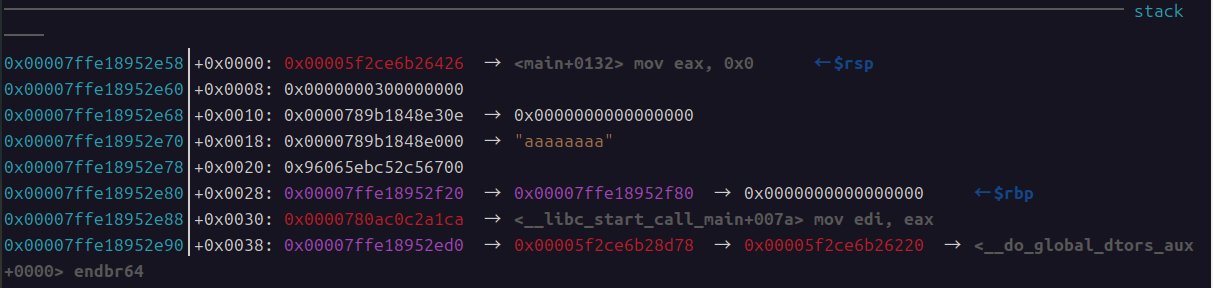 stack
0x00007ffe18952e58|+0x0000: 0x00005f2ce6b26426 → <main+0132> mov eax, 0x0 ←$rsp
0x00007ffe18952e60|+0x0008: 0x0000000300000000
0x00007ffe18952e68|+0x0010: 0x0000789b1848e30e → 0x0000000000000000
0x00007ffe18952e70|+0x0018: 0x0000789b1848e000 → "aaaaaaaa"
0x00007ffe18952e78|+0x0020: 0x96065ebc52c56700
0x00007ffe18952e80|+0x0028: 0x00007ffe18952f20 → 0x00007ffe18952f80 → 0x0000000000000000 ←$rbp
0x00007ffe18952e88|+0x0030: 0x0000780ac0c2a1ca → <__libc_start_call_main+007a> mov edi, eax
0x00007ffe18952e90|+0x0038: 0x00007ffe18952ed0 → 0x00005f2ce6b28d78 → 0x00005f2ce6b26220 → <__do_global_dtors_aux
+0000> endbr64